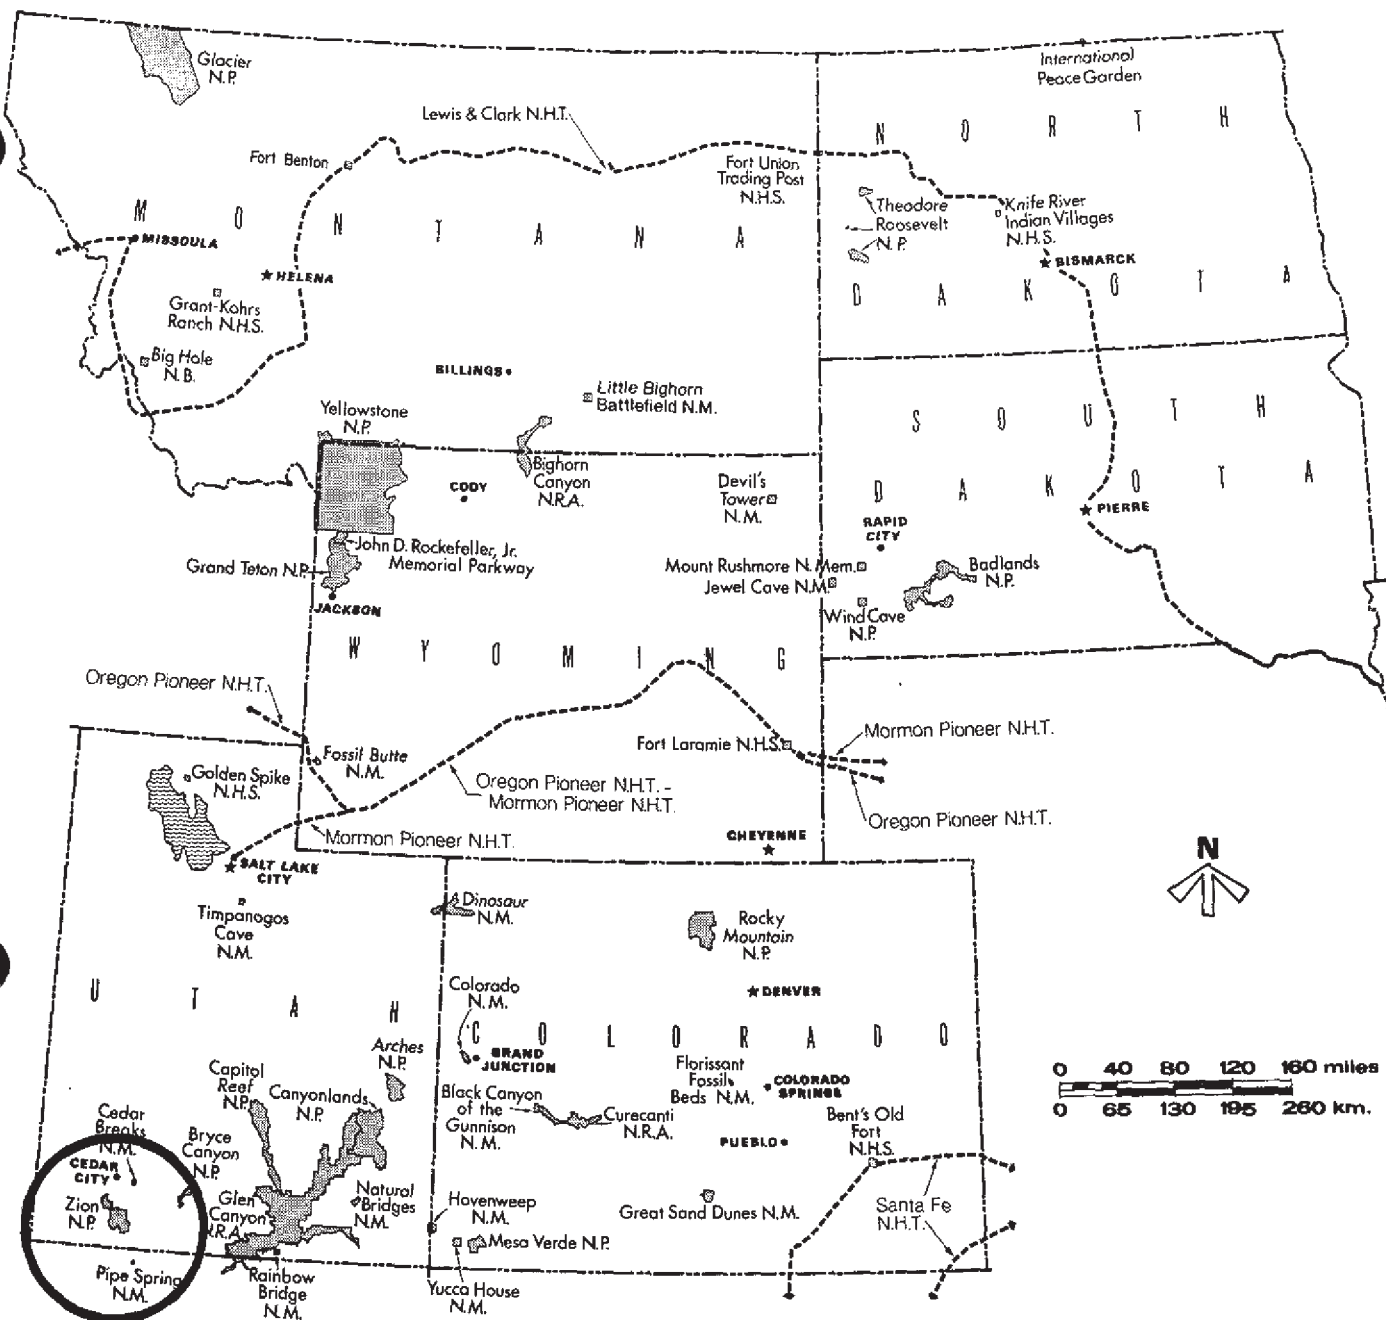 Glacier
N.P.
International
Peace Garden
Lewis & Clark N.H.T.
N O R T H
Fort Benton
Fort Union
Trading Post
N.H.S.
Theodore
Roosevelt
N.P.
Knife River
Indian Villages
N.H.S.
M O N T A N A
MISSOULA
HELENA
BISMARCK
Grant-Kohrs
Ranch N.H.S.
D A K O T A
Big Hole
N.B.
BILLINGS
Little Bighorn
Battlefield N.M.
Yellowstone
N.P.
S O U T H
Bighorn
Canyon
N.R.A.
CODY
Devil's
Tower
N.M.
D A K O T A
RAPID
CITY
PIERRE
John D. Rockefeller, Jr.
Memorial Parkway
Grand Teton N.P.
Mount Rushmore N. Mem.
Jewel Cave N.M.
Badlands
N.P.
JACKSON
Wind Cave
N.P.
W Y O M I N G
Oregon Pioneer N.H.T.
Fort Laramie N.H.S.
Mormon Pioneer N.H.T.
Fossil Butte
N.M.
Golden Spike
N.H.S.
Oregon Pioneer N.H.T. -
Mormon Pioneer N.H.T.
Oregon Pioneer N.H.T.
Mormon Pioneer N.H.T.
CHEYENNE
N
SALT LAKE
CITY
Timpanogos
Cave
N.M.
Dinosaur
N.M.
Rocky
Mountain
N.P.
U T A H
Colorado
N.M.
DENVER
C O L O R A D O
Arches
N.P.
GRAND
JUNCTION
Florissant
Fossil
Beds N.M.
COLORADO
SPRINGS
0 40 80 120 160 miles
0 65 130 195 260 km.
Capitol
Reef
N.P.
Canyonlands
N.P.
Black Canyon
of the
Gunnison
N.M.
Curecanti
N.R.A.
Bent's Old
Fort
N.H.S.
Cedar
Breaks
N.M.
Bryce
Canyon
N.P.
PUEBLO
CEDAR
CITY
Zion
N.P.
Glen
Canyon
N.R.A.
Natural
Bridges
N.M.
Hovenweep
N.M.
Great Sand Dunes N.M.
Santa Fe
N.H.T.
Mesa Verde N.P.
Pipe Spring
N.M.
Rainbow
Bridge
N.M.
Yucca House
N.M.